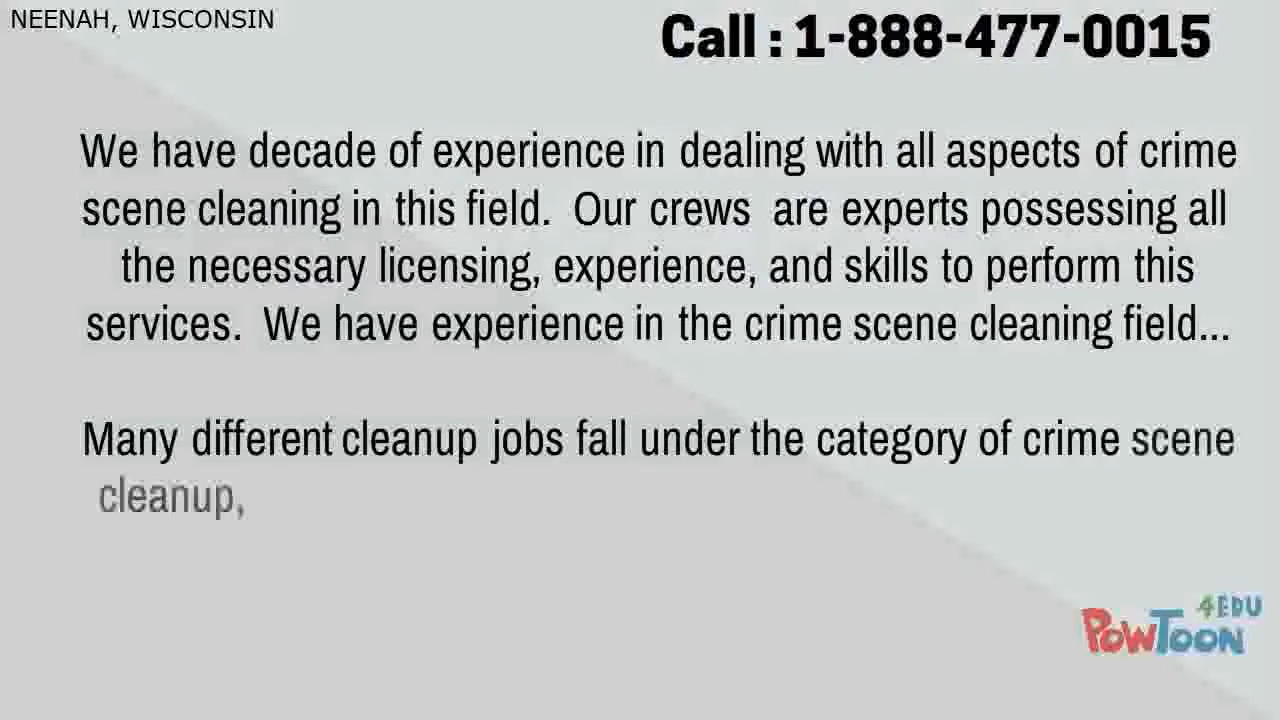 NEENAH, WISCONSIN
Call : 1-888-477-0015
We have decade of experience in dealing with all aspects of crime
scene cleaning in this field. Our crews are experts possessing all
the necessary licensing, experience, and skills to perform this
services. We have experience in the crime scene cleaning field...
Many different cleanup jobs fall under the category of crime scene
cleanup,
4EDU
POWTOON